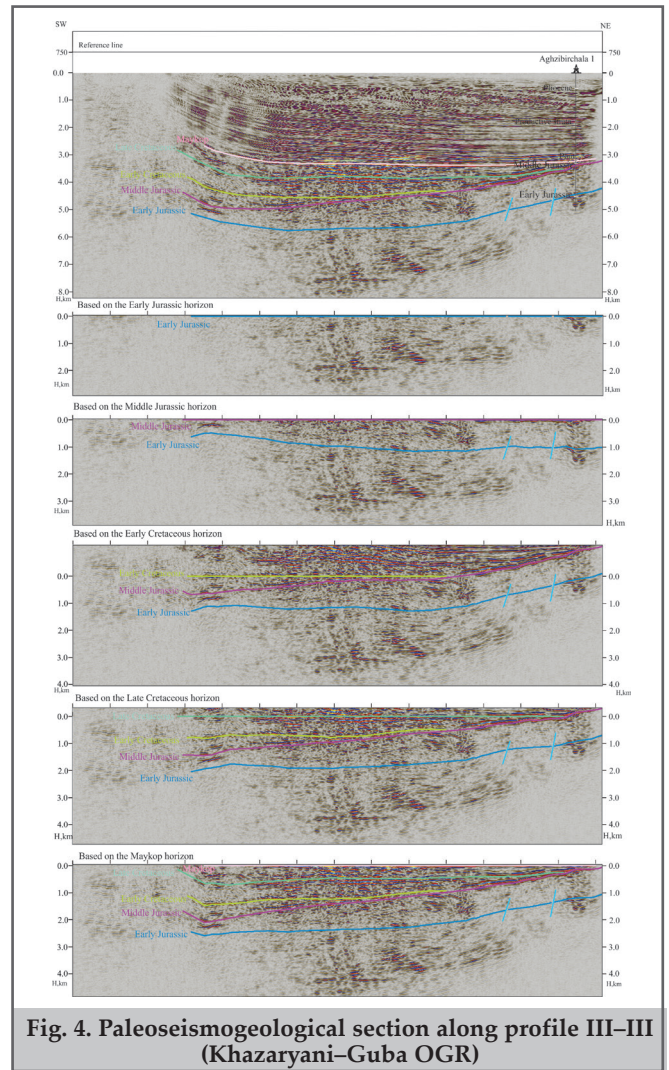 SW NE
Reference line
750 750
Aghzibirchala 1
0.0 0
1.0 1.0
2.0 2.0
3.0 3.0
Middle Jurassic
4.0 4.0
Middle Jurassic Early Jurassic
5.0 5.0
Early Jurassic
6.0 6.0
7.0 7.0
8.0 8.0
H,km H,km
Based on the Early Jurassic horizon
0.0 0.0
Early Jurassic
1.0 1.0
2.0 2.0
H,km H,km
Based on the Middle Jurassic horizon
0.0 0.0
Middle Jurassic
Early Jurassic
1.0 1.0
2.0 2.0
3.0 3.0
H,km H,km
Based on the Early Cretaceous horizon
0.0 0.0
Middle Jurassic
1.0 1.0
Early Jurassic
2.0 2.0
3.0 3.0
4.0 4.0
H,km H,km
Based on the Late Cretaceous horizon
0.0 0.0
1.0 1.0
Middle Jurassic
2.0 2.0
Early Jurassic
3.0 3.0
4.0 4.0
H,km H,km
Based on the Maykop horizon
0.0 0.0
1.0 1.0
Middle Jurassic
2.0 2.0
Early Jurassic
3.0 3.0
4.0 4.0
H,km H,km
Fig. 4. Paleoseismogeological section along profile III–III
(Khazaryani–Guba OGR)